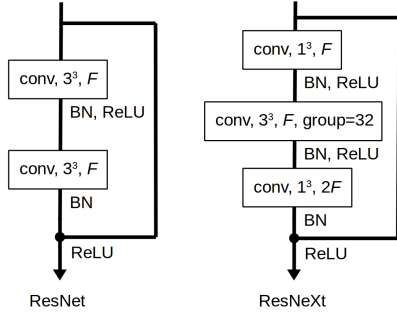 conv, 3³, F
BN, ReLU
conv, 3³, F
BN
ReLU
ResNet
conv, 1³, F
BN, ReLU
conv, 3³, F, group=32
BN, ReLU
conv, 1³, 2F
BN
ReLU
ResNeXt